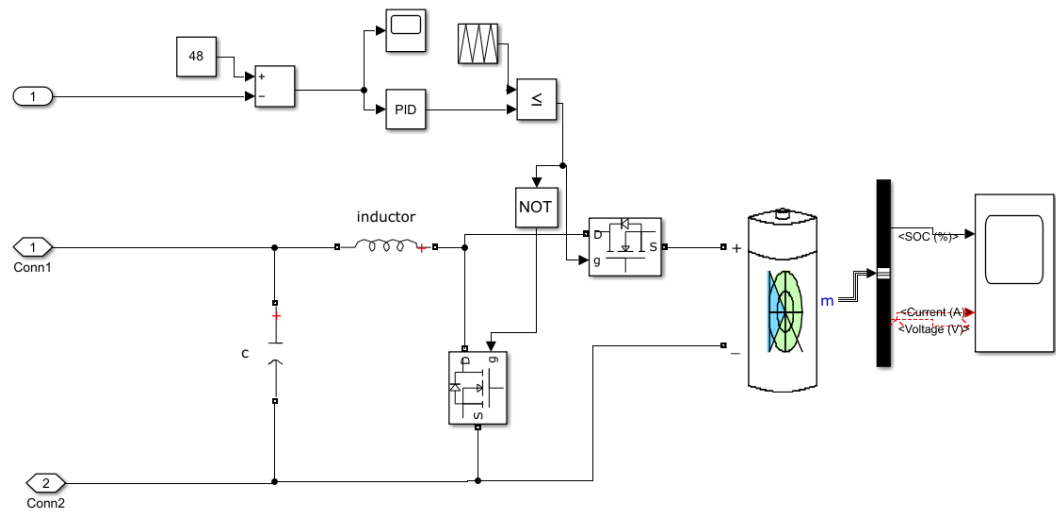 48
+
−
1
PID
≤
NOT
inductor
1
Conn1
+
D
S
g
+
m
<SOC (%)>
<Current (A)>
<Voltage (V)>
+
c
D
g
S
−
2
Conn2